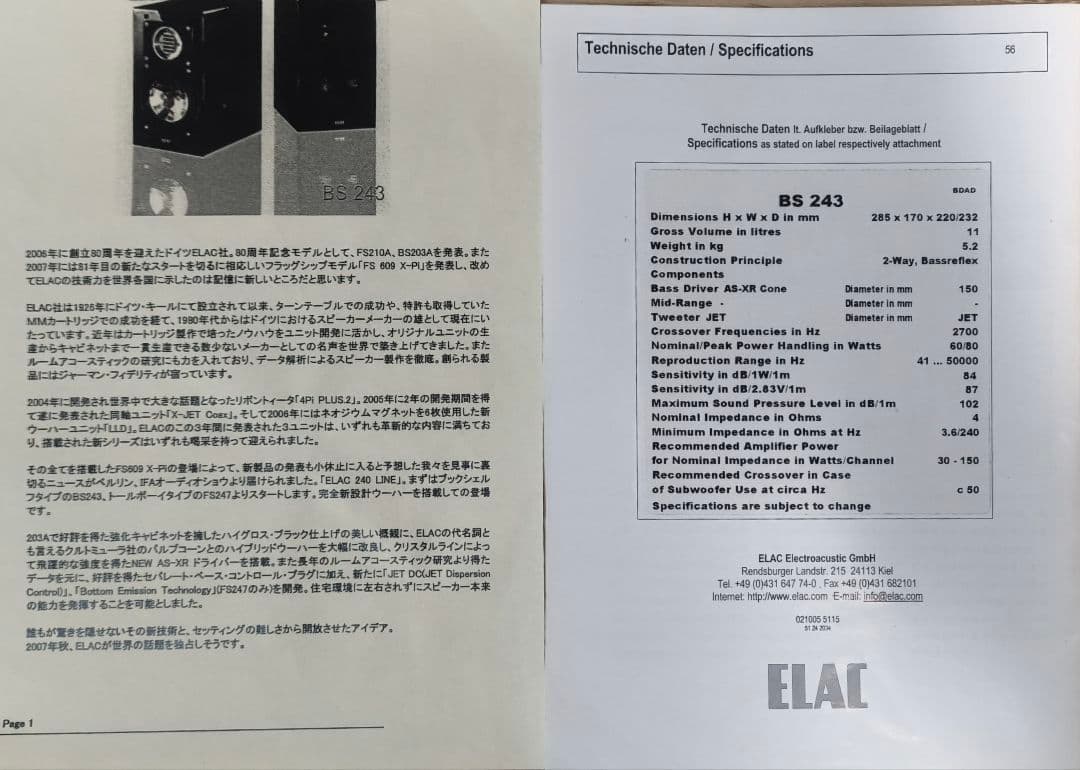 BS 243
2006年に創立80周年を迎えたドイツELAC社。80周年記念モデルとして、FS210A、BS203Aを発表。また
2007年には81年目の新たなスタートを切るに相応しいフラッグシップモデル「FS 609 X-Pi」を発表し、改め
てELACの技術力を世界各国に示したのは記憶に新しいところだと思います。
ELAC社は1926年にドイツ・キールにて設立されて以来、ターンテーブルでの成功や、特許も取得していた
MMカートリッジでの成功を経て、1980年代からはドイツにおけるスピーカーメーカーの雄として現在にい
たっています。近年はカートリッジ製作で培ったノウハウをユニット開発に活かし、オリジナルユニットの生
産からキャビネットまで一貫生産できる数少ないメーカーとしての名声を世界で築き上げてきました。また
ルームアコースティックの研究にも力を入れており、データ解析によるスピーカー製作を徹底。創られる製
品にはジャーマン・フィデリティが宿っています。
2004年に開発され世界中で大きな話題となったリボントィータ「4Pi PLUS.2」。2005年に2年の開発期間を得
て遂に発表された同軸ユニット「X-JET Coax」。そして2006年にはネオジウムマグネットを6枚使用した新
ウーハーユニット「LLD」。ELACのこの3年間に発表された3ユニットは、いずれも革新的な内容に満ちてお
り、搭載された新シリーズはいずれも喝采を持って迎えられました。
その全てを搭載したFS609 X-Piの登場によって、新製品の発表も小休止に入ると予想した我々を見事に裏
切るニュースがベルリン、IFAオーディオショウより届けられました。「ELAC 240 LINE」。まずはブックシェル
フタイプのBS243、トールボーイタイプのFS247よりスタートします。完全新設計ウーハーを搭載しての登場
です。
203Aで好評を得た強化キャビネットを擁したハイグロス・ブラック仕上げの美しい概観に、ELACの代名詞と
も言えるクルトミューラ社のパルプコーンとのハイブリッドウーハーを大幅に改良し、クリスタルラインによっ
て飛躍的な強度を得たNEW AS-XR ドライバーを搭載。また長年のルームアコースティック研究より得た
データを元に、好評を得たセパレート・ベース・コントロール・プラグに加え、新たに「JET DC(JET Dispersion
Control)」、「Bottom Emission Technology」(FS247のみ)を開発。住宅環境に左右されずにスピーカー本来
の能力を発揮することを可能としました。
誰もが驚きを隠せないその新技術と、セッティングの難しさから開放させたアイデア。
2007年秋、ELACが世界の話題を独占しそうです。
Page 1
Technische Daten / Specifications 56
Technische Daten lt. Aufkleber bzw. Beilageblatt /
Specifications as stated on label respectively attachment
BDAD
BS 243
Dimensions H x W x D in mm 285 x 170 x 220/232
Gross Volume in litres 11
Weight in kg 5.2
Construction Principle 2-Way, Bassreflex
Components
Bass Driver AS-XR Cone Diameter in mm 150
Mid-Range - Diameter in mm -
Tweeter JET Diameter in mm JET
Crossover Frequencies in Hz 2700
Nominal/Peak Power Handling in Watts 60/80
Reproduction Range in Hz 41 ... 50000
Sensitivity in dB/1W/1m 84
Sensitivity in dB/2.83V/1m 87
Maximum Sound Pressure Level in dB/1m 102
Nominal Impedance in Ohms 4
Minimum Impedance in Ohms at Hz 3.6/240
Recommended Amplifier Power
for Nominal Impedance in Watts/Channel 30 - 150
Recommended Crossover in Case
of Subwoofer Use at circa Hz c 50
Specifications are subject to change
ELAC Electroacustic GmbH
Rendsburger Landstr. 215 24113 Kiel
Tel. +49 (0)431 647 74-0 , Fax +49 (0)431 682101
Internet: http://www.elac.com E-mail: info@elac.com
021005 5115
51 24 2034
ELAC